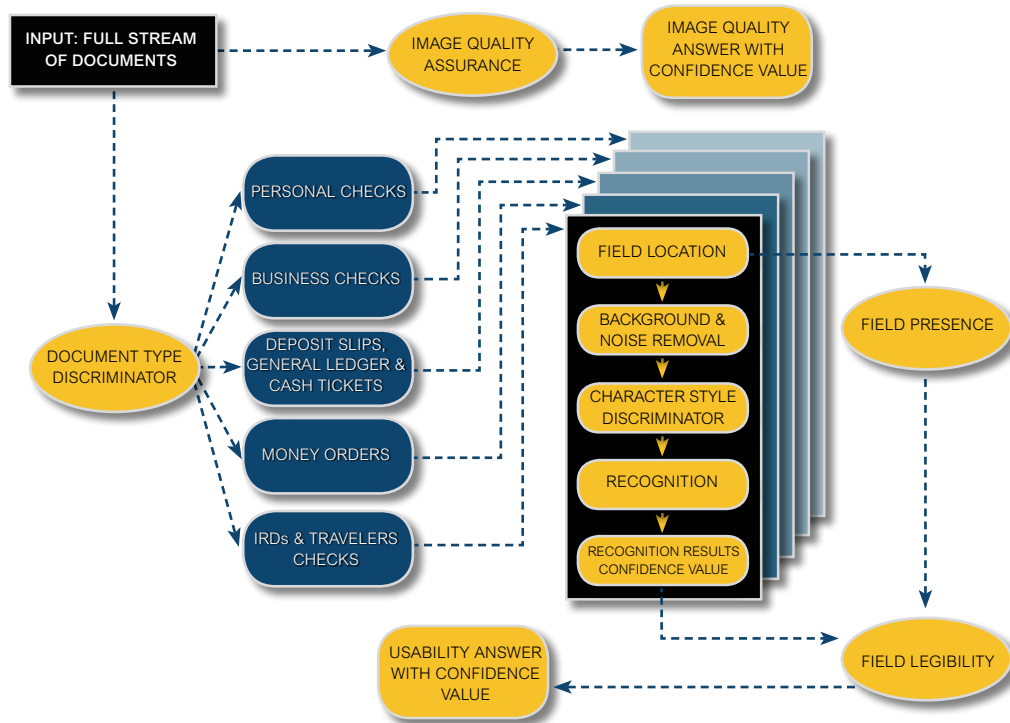 INPUT: FULL STREAM
OF DOCUMENTS
IMAGE QUALITY
ASSURANCE
IMAGE QUALITY
ANSWER WITH
CONFIDENCE VALUE
PERSONAL CHECKS
BUSINESS CHECKS
DEPOSIT SLIPS,
GENERAL LEDGER &
CASH TICKETS
MONEY ORDERS
IRDs & TRAVELERS
CHECKS
DOCUMENT TYPE
DISCRIMINATOR
FIELD LOCATION
BACKGROUND &
NOISE REMOVAL
CHARACTER STYLE
DISCRIMINATOR
RECOGNITION
RECOGNITION RESULTS
CONFIDENCE VALUE
FIELD PRESENCE
FIELD LEGIBILITY
USABILITY ANSWER
WITH CONFIDENCE
VALUE